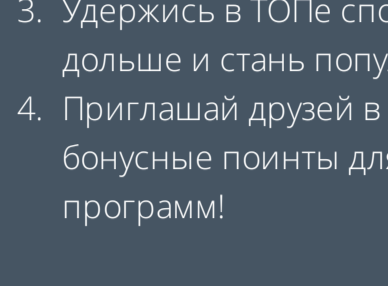 3. Удержись в ТОПе
дольше и стань
4. Приглашай друзей в
бонусные поинты
программ!